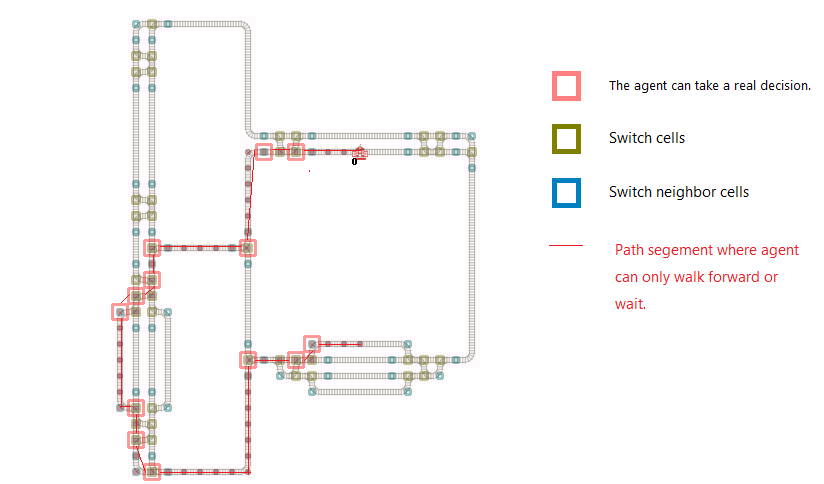 The agent can take a real decision.
Switch cells
0
Switch neighbor cells
Path segement where agent
can only walk forward or
wait.